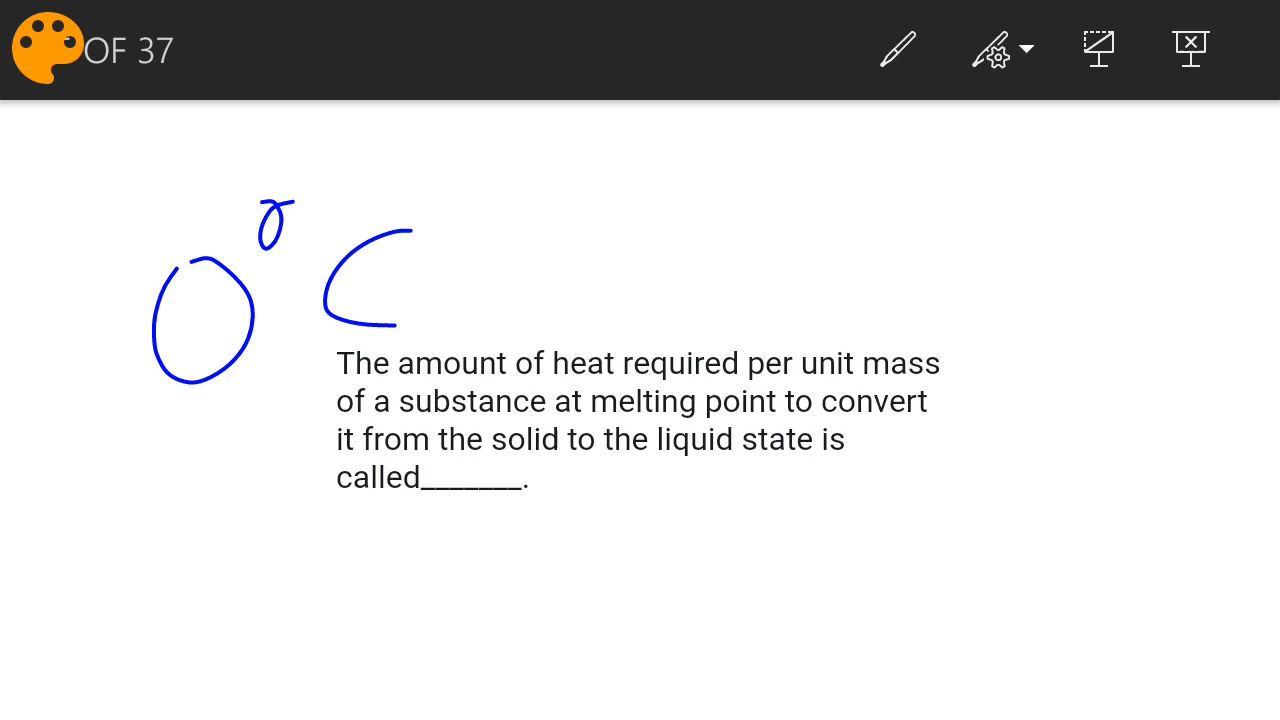 OF 37
0°C
The amount of heat required per unit mass
of a substance at melting point to convert
it from the solid to the liquid state is
called_______.